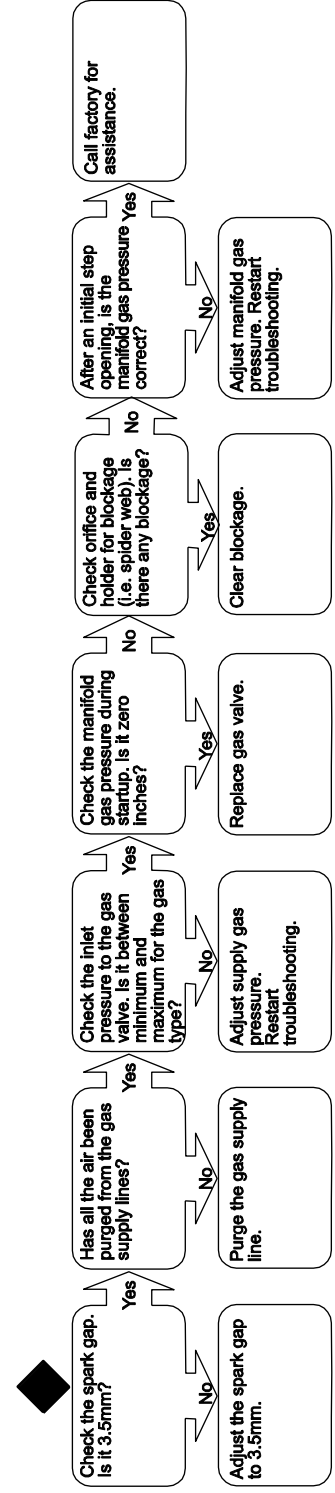 Check the spark gap.
Is it 3.5mm?
Yes
No
Adjust the spark gap
to 3.5mm.
Has all the air been
purged from the gas
supply lines?
Yes
No
Purge the gas supply
line.
Check the inlet
pressure to the gas
valve. Is it between
minimum and
maximum for the gas
type?
Yes
No
Adjust supply gas
pressure.
Restart
troubleshooting.
Check the manifold
gas pressure during
startup. Is it zero
inches?
No
Yes
Replace gas valve.
Check orifice and
holder for blockage
(i.e. spider web). Is
there any blockage?
No
Yes
Clear blockage.
After an initial step
opening, is the
manifold gas pressure
correct?
Yes
No
Adjust manifold gas
pressure. Restart
troubleshooting.
Call factory for
assistance.